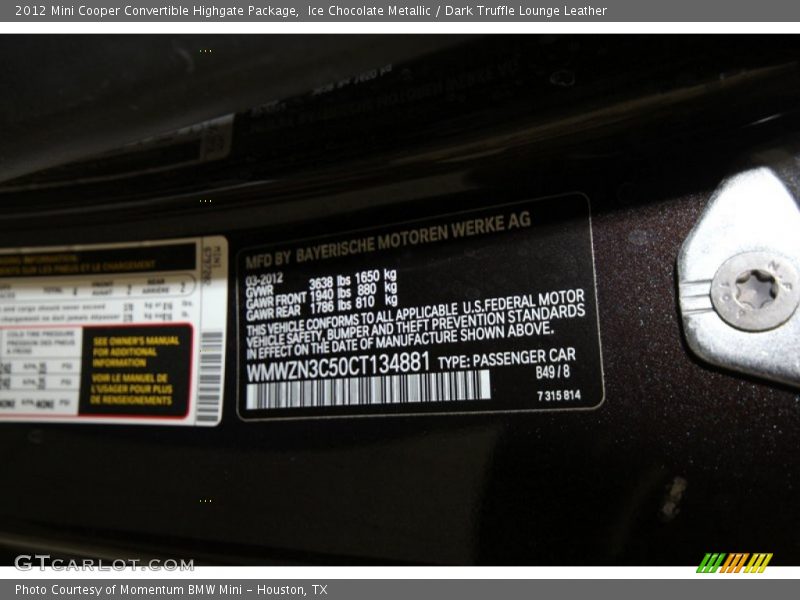 2012 Mini Cooper Convertible Highgate Package,  Ice Chocolate Metallic / Dark Truffle Lounge Leather
MFD BY BAYERISCHE MOTOREN WERKE AG
03-2012
GVWR 3638 lbs 1650 kg
GAWR FRONT 1940 lbs 880 kg
GAWR REAR 1786 lbs 810 kg
THIS VEHICLE CONFORMS TO ALL APPLICABLE U.S.FEDERAL MOTOR
VEHICLE SAFETY, BUMPER AND THEFT PREVENTION STANDARDS
IN EFFECT ON THE DATE OF MANUFACTURE SHOWN ABOVE.
WMWZN3C50CT134881 TYPE: PASSENGER CAR
B49 / 8
7 315 814
TOTAL FRONT REAR
SEE OWNER'S MANUAL
FOR ADDITIONAL
INFORMATION
VOIR LE MANUEL DE
L'USAGER POUR PLUS
DE RENSEIGNEMENTS
GTCARLOT.COM
Photo Courtesy of Momentum BMW Mini - Houston, TX